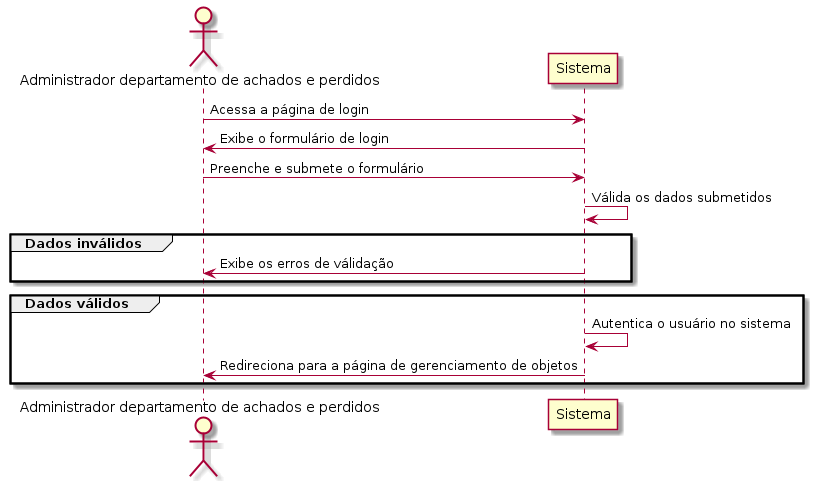 Administrador departamento de achados e perdidos
Sistema
Acessa a página de login
Exibe o formulário de login
Preenche e submete o formulário
Válida os dados submetidos
Dados inválidos
Exibe os erros de válidação
Dados válidos
Autentica o usuário no sistema
Redireciona para a página de gerenciamento de objetos
Administrador departamento de achados e perdidos
Sistema